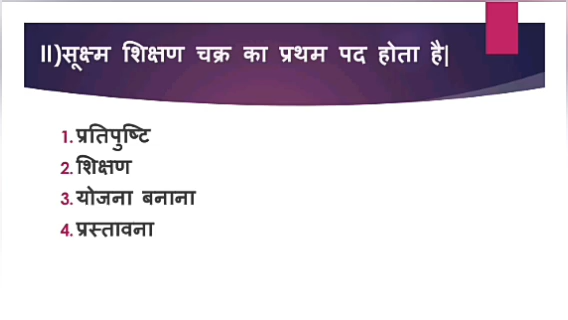 II)सूक्ष्म शिक्षण चक्र का प्रथम पद होता है|
1. प्रतिपुष्टि
2. शिक्षण
3. योजना बनाना
4. प्रस्तावना